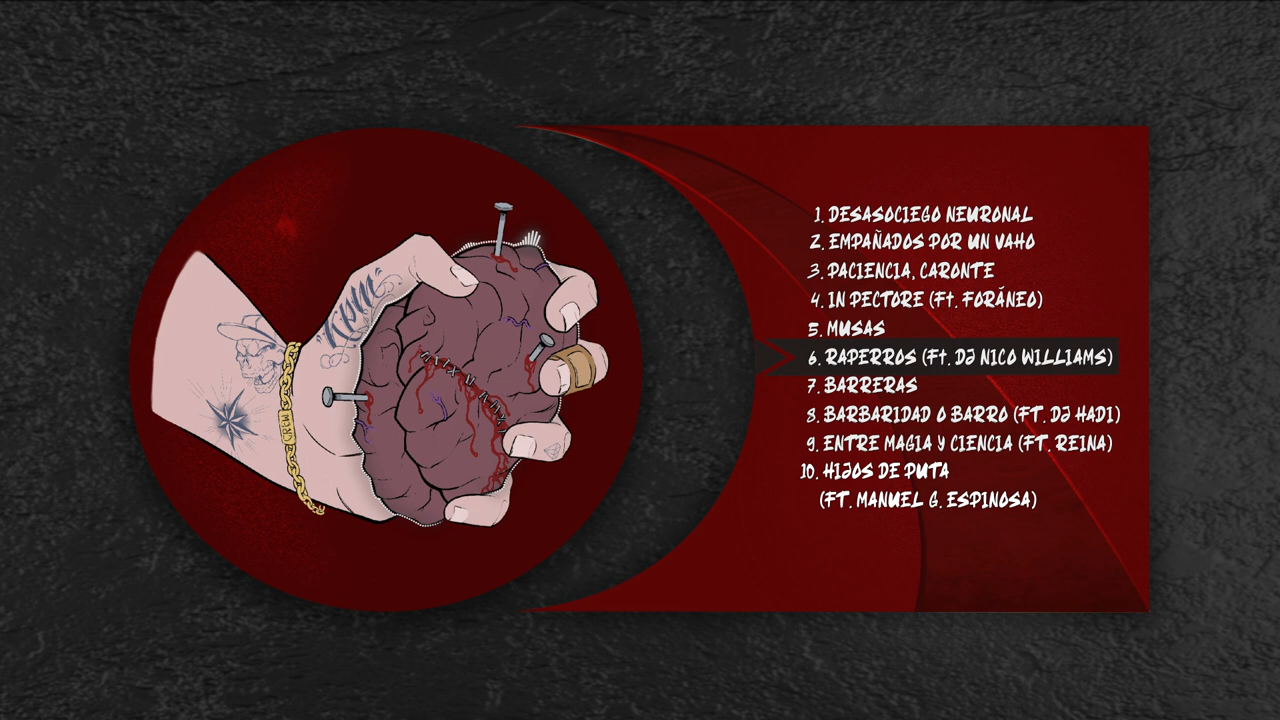 1. DESASOCIEGO NEURONAL
2. EMPAÑADOS POR UN VAHO
3. PACIENCIA, CARONTE
4. IN PECTORE (Ft. FORÁNEO)
5. MUSAS
6. RAPERROS (Ft. DJ NICO WILLIAMS)
7. BARRERAS
8. BARBARIDAD O BARRO (FT. DJ HADI)
9. ENTRE MAGIA Y CIENCIA (FT. REINA)
10. HIJOS DE PUTA
(FT. MANUEL G. ESPINOSA)
"Kpm"